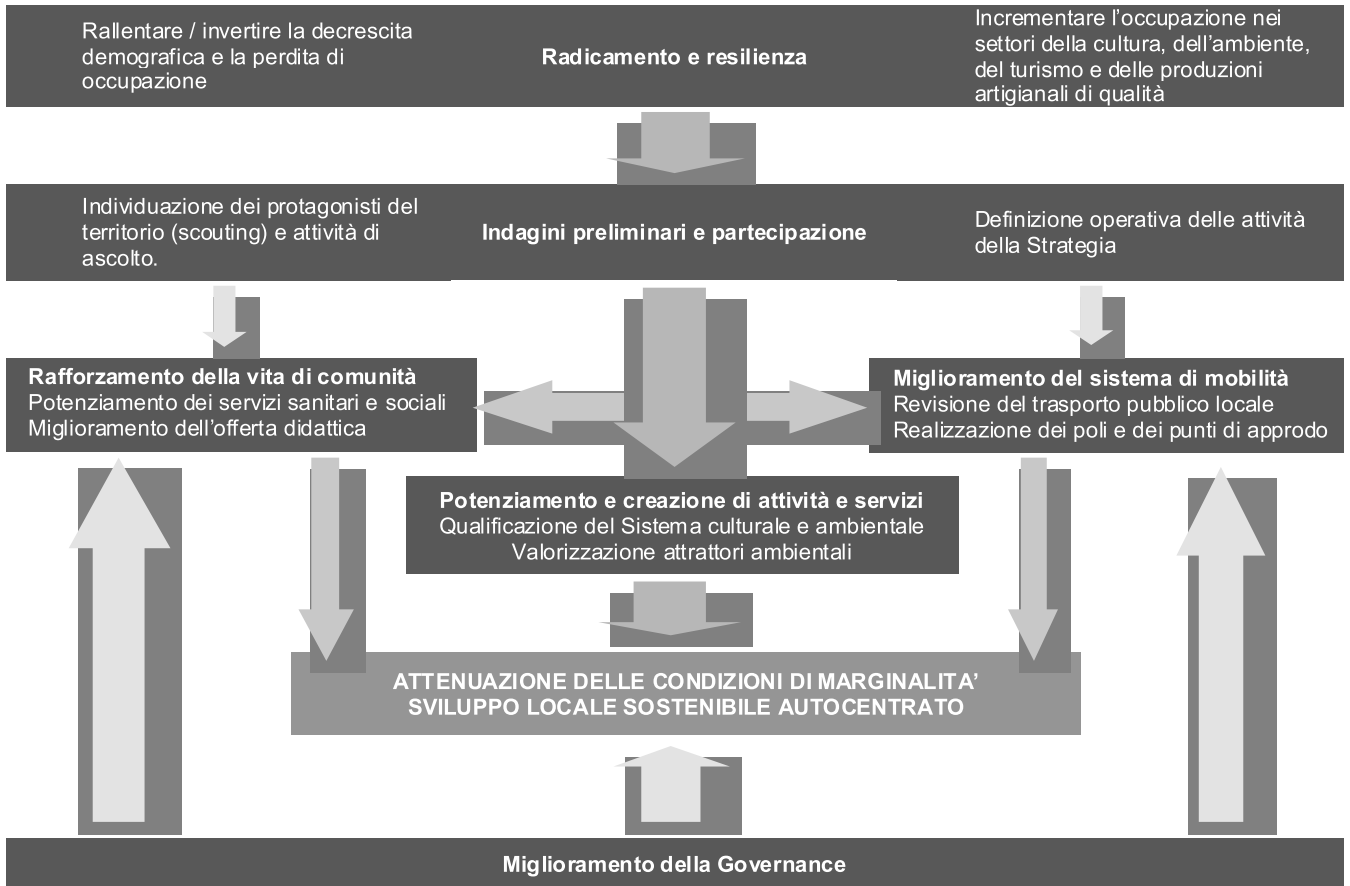 Rallentare / invertire la decrescita
demografica e la perdita di
occupazione
Radicamento e resilienza
Incrementare l’occupazione nei
settori della cultura, dell’ambiente,
del turismo e delle produzioni
artigianali di qualità
Individuazione dei protagonisti del
territorio (scouting) e attività di
ascolto.
Indagini preliminari e partecipazione
Definizione operativa delle attività
della Strategia
Rafforzamento della vita di comunità
Potenziamento dei servizi sanitari e sociali
Miglioramento dell’offerta didattica
Miglioramento del sistema di mobilità
Revisione del trasporto pubblico locale
Realizzazione dei poli e dei punti di approdo
Potenziamento e creazione di attività e servizi
Qualificazione del Sistema culturale e ambientale
Valorizzazione attrattori ambientali
ATTENUAZIONE DELLE CONDIZIONI DI MARGINALITA’
SVILUPPO LOCALE SOSTENIBILE AUTOCENTRATO
Miglioramento della Governance